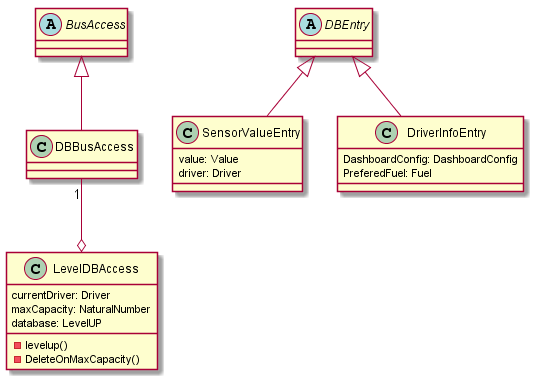 A BusAccess
A DBEntry
C DBBusAccess
C SensorValueEntry
value: Value
driver: Driver
C DriverInfoEntry
DashboardConfig: DashboardConfig
PreferedFuel: Fuel
1
C LevelDBAccess
currentDriver: Driver
maxCapacity: NaturalNumber
database: LevelUP
levelup()
DeleteOnMaxCapacity()